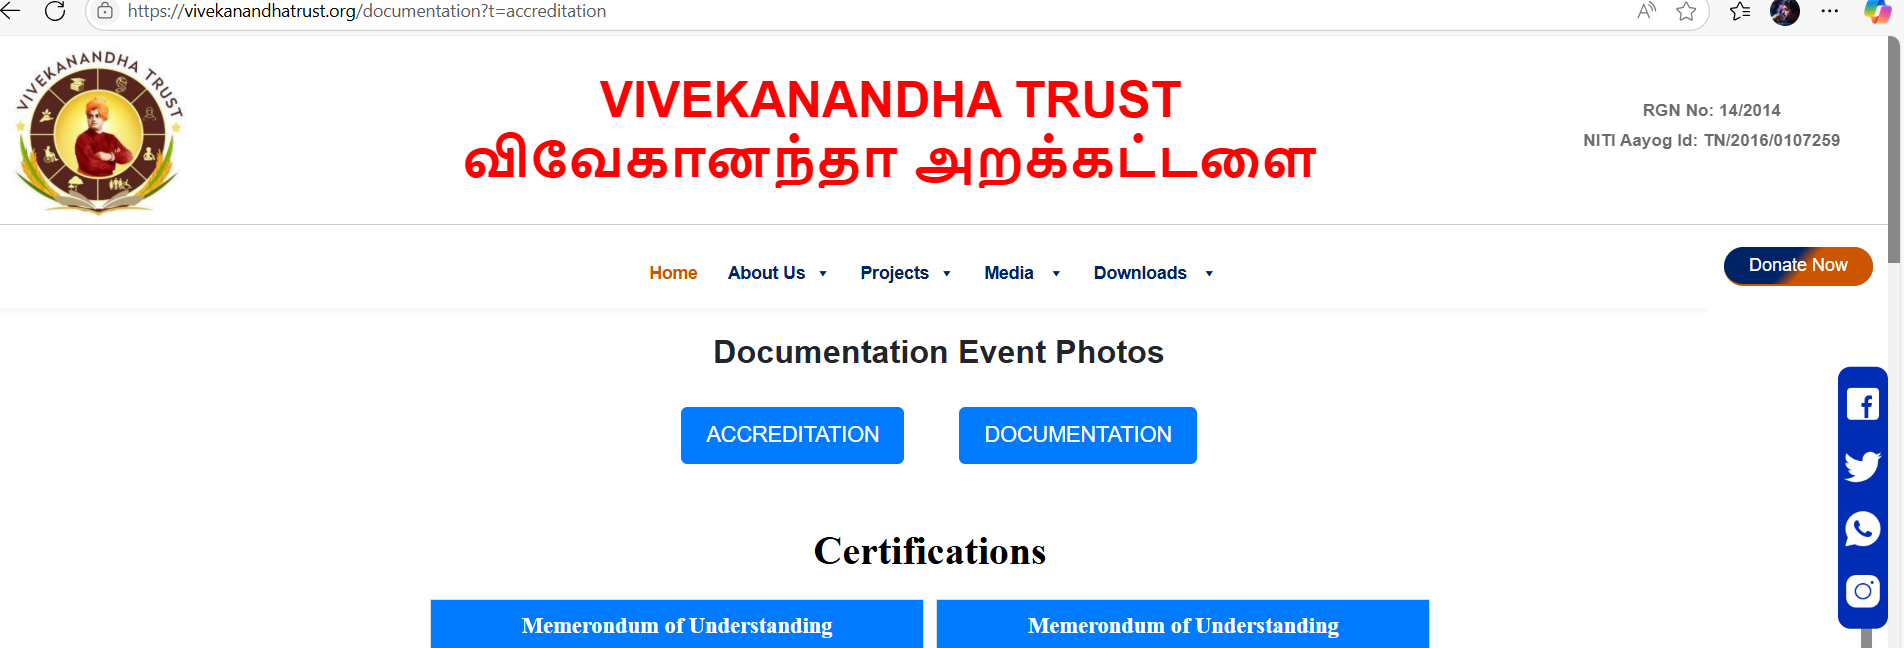 https://vivekanandhatrust.org/documentation?t=accreditation
VIVEKANANDHA TRUST
VIVEKANANDHA TRUST
விவேகானந்தா அறக்கட்டளை
RGN No: 14/2014
NITI Aayog Id: TN/2016/0107259
Home About Us Projects Media Downloads
Donate Now
Documentation Event Photos
ACCREDITATION DOCUMENTATION
Certifications
Memerondum of Understanding Memerondum of Understanding